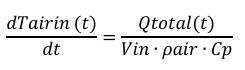 dTairin (t) / dt = Qtotal(t) / Vin · ρair · Cp